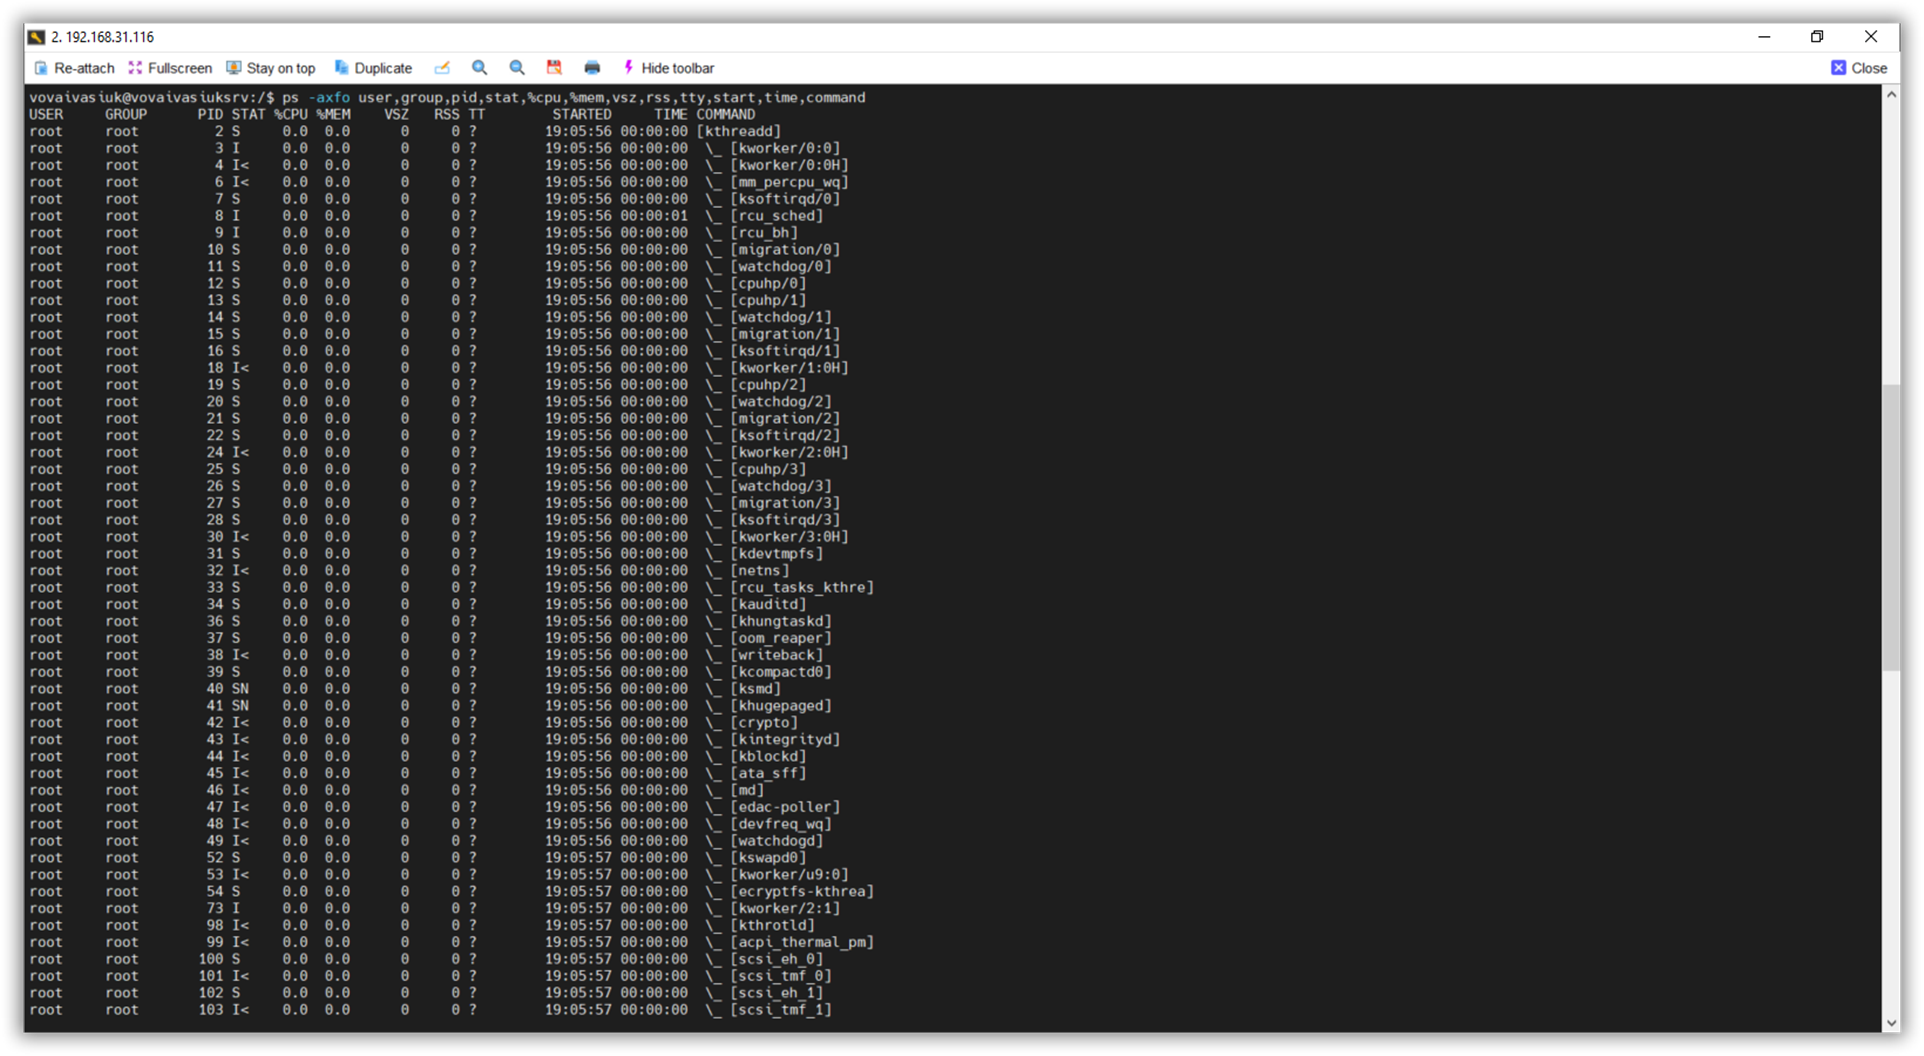 2. 192.168.31.116
Re-attach Fullscreen Stay on top Duplicate Hide toolbar Close
vovaivasiuk@vovaivasiuksrv:/$ ps -axfo user,group,pid,stat,%cpu,%mem,vsz,rss,tty,start,time,command
USER     GROUP      PID STAT %CPU %MEM    VSZ   RSS TT        STARTED     TIME COMMAND
root     root         2 S     0.0  0.0      0     0 ?        19:05:56 00:00:00 [kthreadd]
root     root         3 I     0.0  0.0      0     0 ?        19:05:56 00:00:00  \_ [kworker/0:0]
root     root         4 I<    0.0  0.0      0     0 ?        19:05:56 00:00:00  \_ [kworker/0:0H]
root     root         6 I<    0.0  0.0      0     0 ?        19:05:56 00:00:00  \_ [mm_percpu_wq]
root     root         7 S     0.0  0.0      0     0 ?        19:05:56 00:00:00  \_ [ksoftirqd/0]
root     root         8 I     0.0  0.0      0     0 ?        19:05:56 00:00:01  \_ [rcu_sched]
root     root         9 I     0.0  0.0      0     0 ?        19:05:56 00:00:00  \_ [rcu_bh]
root     root        10 S     0.0  0.0      0     0 ?        19:05:56 00:00:00  \_ [migration/0]
root     root        11 S     0.0  0.0      0     0 ?        19:05:56 00:00:00  \_ [watchdog/0]
root     root        12 S     0.0  0.0      0     0 ?        19:05:56 00:00:00  \_ [cpuhp/0]
root     root        13 S     0.0  0.0      0     0 ?        19:05:56 00:00:00  \_ [cpuhp/1]
root     root        14 S     0.0  0.0      0     0 ?        19:05:56 00:00:00  \_ [watchdog/1]
root     root        15 S     0.0  0.0      0     0 ?        19:05:56 00:00:00  \_ [migration/1]
root     root        16 S     0.0  0.0      0     0 ?        19:05:56 00:00:00  \_ [ksoftirqd/1]
root     root        18 I<    0.0  0.0      0     0 ?        19:05:56 00:00:00  \_ [kworker/1:0H]
root     root        19 S     0.0  0.0      0     0 ?        19:05:56 00:00:00  \_ [cpuhp/2]
root     root        20 S     0.0  0.0      0     0 ?        19:05:56 00:00:00  \_ [watchdog/2]
root     root        21 S     0.0  0.0      0     0 ?        19:05:56 00:00:00  \_ [migration/2]
root     root        22 S     0.0  0.0      0     0 ?        19:05:56 00:00:00  \_ [ksoftirqd/2]
root     root        24 I<    0.0  0.0      0     0 ?        19:05:56 00:00:00  \_ [kworker/2:0H]
root     root        25 S     0.0  0.0      0     0 ?        19:05:56 00:00:00  \_ [cpuhp/3]
root     root        26 S     0.0  0.0      0     0 ?        19:05:56 00:00:00  \_ [watchdog/3]
root     root        27 S     0.0  0.0      0     0 ?        19:05:56 00:00:00  \_ [migration/3]
root     root        28 S     0.0  0.0      0     0 ?        19:05:56 00:00:00  \_ [ksoftirqd/3]
root     root        30 I<    0.0  0.0      0     0 ?        19:05:56 00:00:00  \_ [kworker/3:0H]
root     root        31 S     0.0  0.0      0     0 ?        19:05:56 00:00:00  \_ [kdevtmpfs]
root     root        32 I<    0.0  0.0      0     0 ?        19:05:56 00:00:00  \_ [netns]
root     root        33 S     0.0  0.0      0     0 ?        19:05:56 00:00:00  \_ [rcu_tasks_kthre]
root     root        34 S     0.0  0.0      0     0 ?        19:05:56 00:00:00  \_ [kauditd]
root     root        36 S     0.0  0.0      0     0 ?        19:05:56 00:00:00  \_ [khungtaskd]
root     root        37 S     0.0  0.0      0     0 ?        19:05:56 00:00:00  \_ [oom_reaper]
root     root        38 I<    0.0  0.0      0     0 ?        19:05:56 00:00:00  \_ [writeback]
root     root        39 S     0.0  0.0      0     0 ?        19:05:56 00:00:00  \_ [kcompactd0]
root     root        40 SN    0.0  0.0      0     0 ?        19:05:56 00:00:00  \_ [ksmd]
root     root        41 SN    0.0  0.0      0     0 ?        19:05:56 00:00:00  \_ [khugepaged]
root     root        42 I<    0.0  0.0      0     0 ?        19:05:56 00:00:00  \_ [crypto]
root     root        43 I<    0.0  0.0      0     0 ?        19:05:56 00:00:00  \_ [kintegrityd]
root     root        44 I<    0.0  0.0      0     0 ?        19:05:56 00:00:00  \_ [kblockd]
root     root        45 I<    0.0  0.0      0     0 ?        19:05:56 00:00:00  \_ [ata_sff]
root     root        46 I<    0.0  0.0      0     0 ?        19:05:56 00:00:00  \_ [md]
root     root        47 I<    0.0  0.0      0     0 ?        19:05:56 00:00:00  \_ [edac-poller]
root     root        48 I<    0.0  0.0      0     0 ?        19:05:56 00:00:00  \_ [devfreq_wq]
root     root        49 I<    0.0  0.0      0     0 ?        19:05:56 00:00:00  \_ [watchdogd]
root     root        52 S     0.0  0.0      0     0 ?        19:05:57 00:00:00  \_ [kswapd0]
root     root        53 I<    0.0  0.0      0     0 ?        19:05:57 00:00:00  \_ [kworker/u9:0]
root     root        54 S     0.0  0.0      0     0 ?        19:05:57 00:00:00  \_ [ecryptfs-kthrea]
root     root        73 I     0.0  0.0      0     0 ?        19:05:57 00:00:00  \_ [kworker/2:1]
root     root        98 I<    0.0  0.0      0     0 ?        19:05:57 00:00:00  \_ [kthrotld]
root     root        99 I<    0.0  0.0      0     0 ?        19:05:57 00:00:00  \_ [acpi_thermal_pm]
root     root       100 S     0.0  0.0      0     0 ?        19:05:57 00:00:00  \_ [scsi_eh_0]
root     root       101 I<    0.0  0.0      0     0 ?        19:05:57 00:00:00  \_ [scsi_tmf_0]
root     root       102 S     0.0  0.0      0     0 ?        19:05:57 00:00:00  \_ [scsi_eh_1]
root     root       103 I<    0.0  0.0      0     0 ?        19:05:57 00:00:00  \_ [scsi_tmf_1]